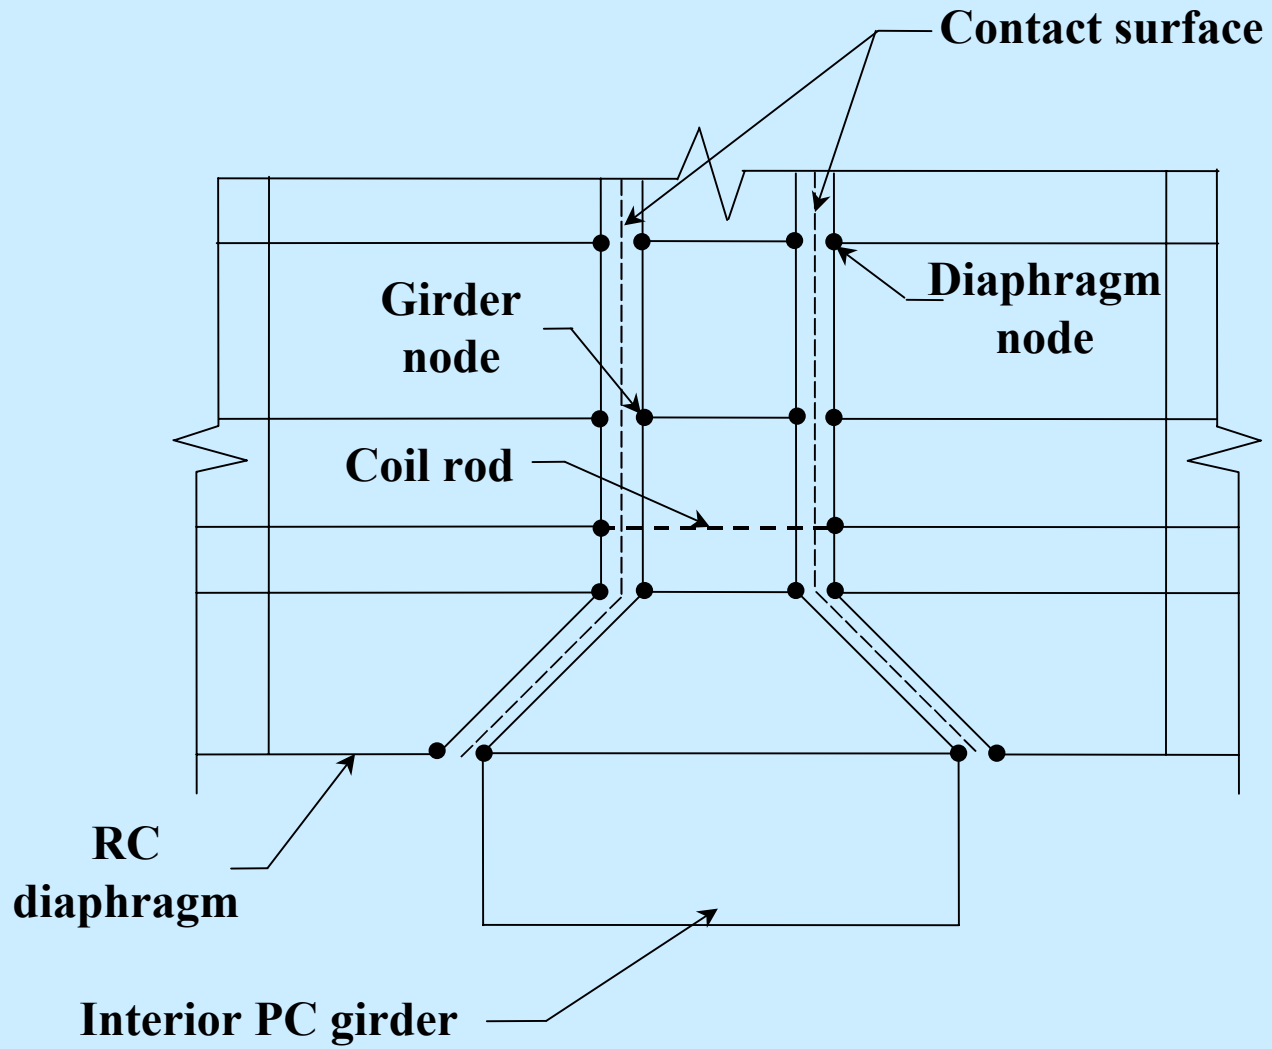 Contact surface
Girder
node
Diaphragm
node
Coil rod
RC
diaphragm
Interior PC girder